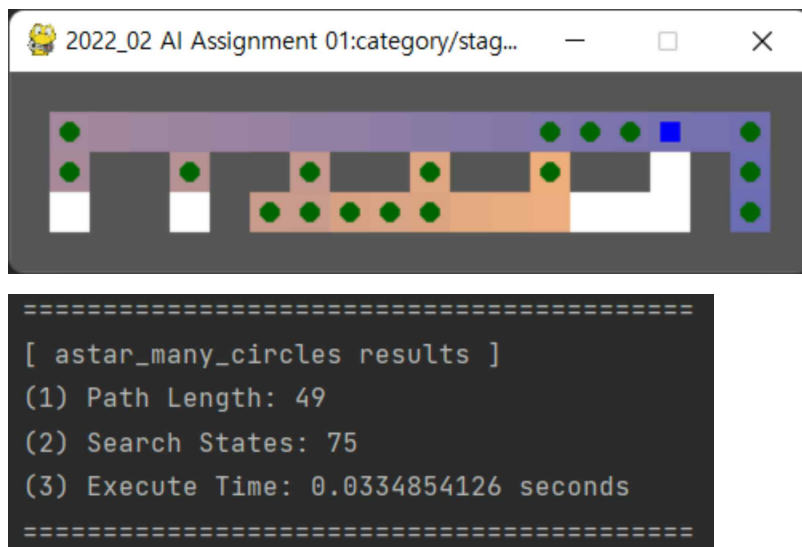 2022_02 AI Assignment 01:category/stag...
==========================================
[ astar_many_circles results ]
(1) Path Length: 49
(2) Search States: 75
(3) Execute Time: 0.0334854126 seconds
==========================================